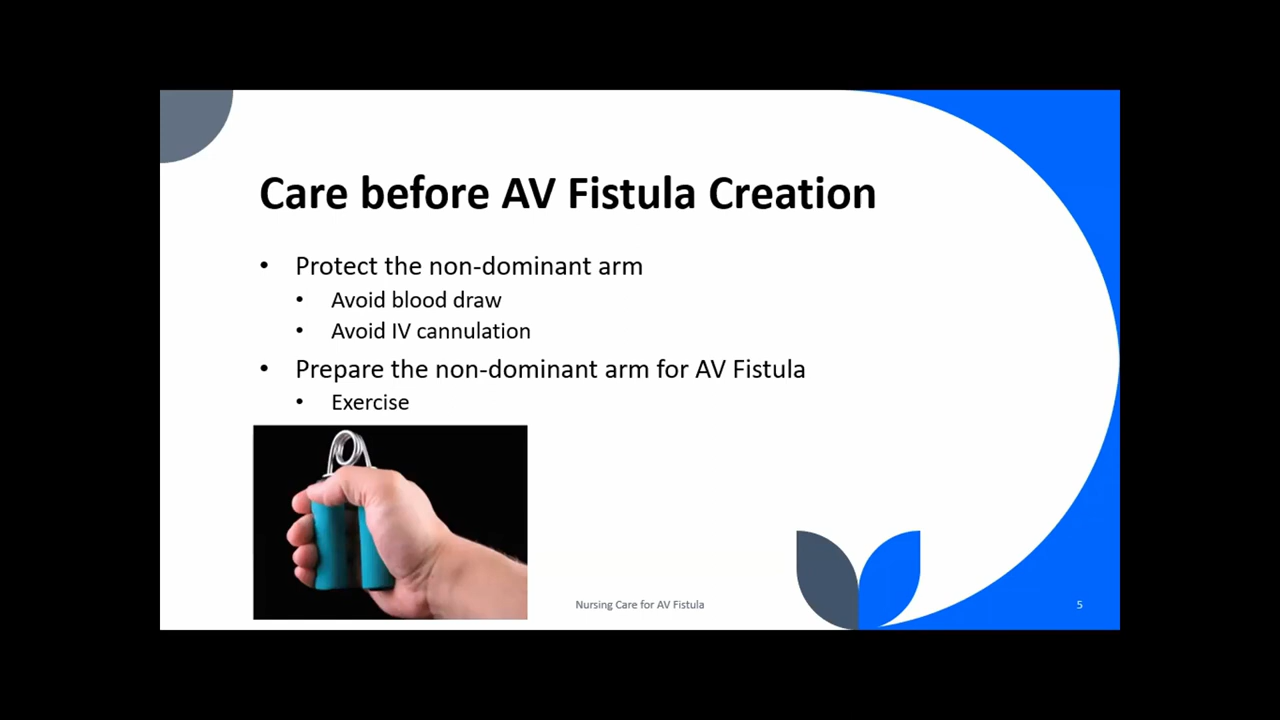 Care before AV Fistula Creation
• Protect the non-dominant arm
• Avoid blood draw
• Avoid IV cannulation
• Prepare the non-dominant arm for AV Fistula
• Exercise
Nursing Care for AV Fistula
5